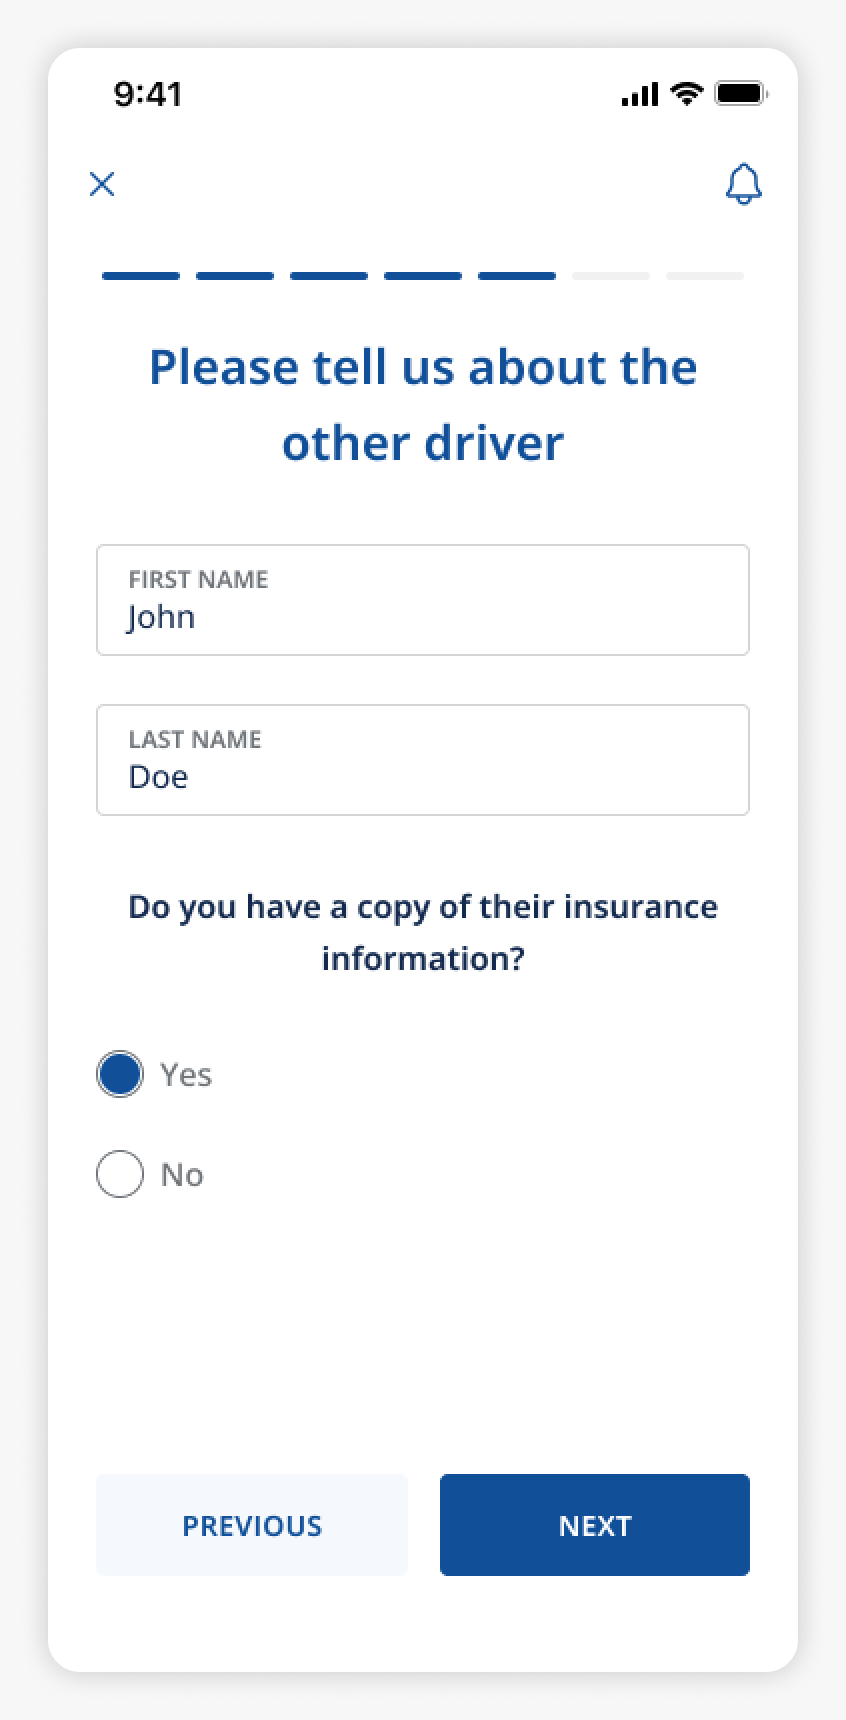 9:41
Please tell us about the
other driver
FIRST NAME
John
LAST NAME
Doe
Do you have a copy of their insurance
information?
Yes
No
PREVIOUS
NEXT